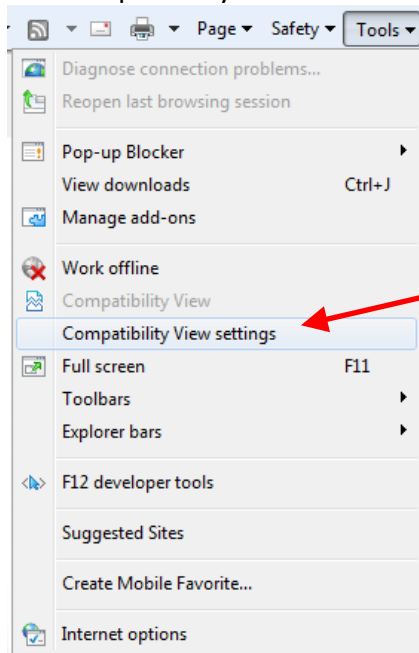 Page Safety Tools
Diagnose connection problems...
Reopen last browsing session
Pop-up Blocker
View downloads Ctrl+J
Manage add-ons
Work offline
Compatibility View
Compatibility View settings
Full screen F11
Toolbars
Explorer bars
F12 developer tools
Suggested Sites
Create Mobile Favorite...
Internet options